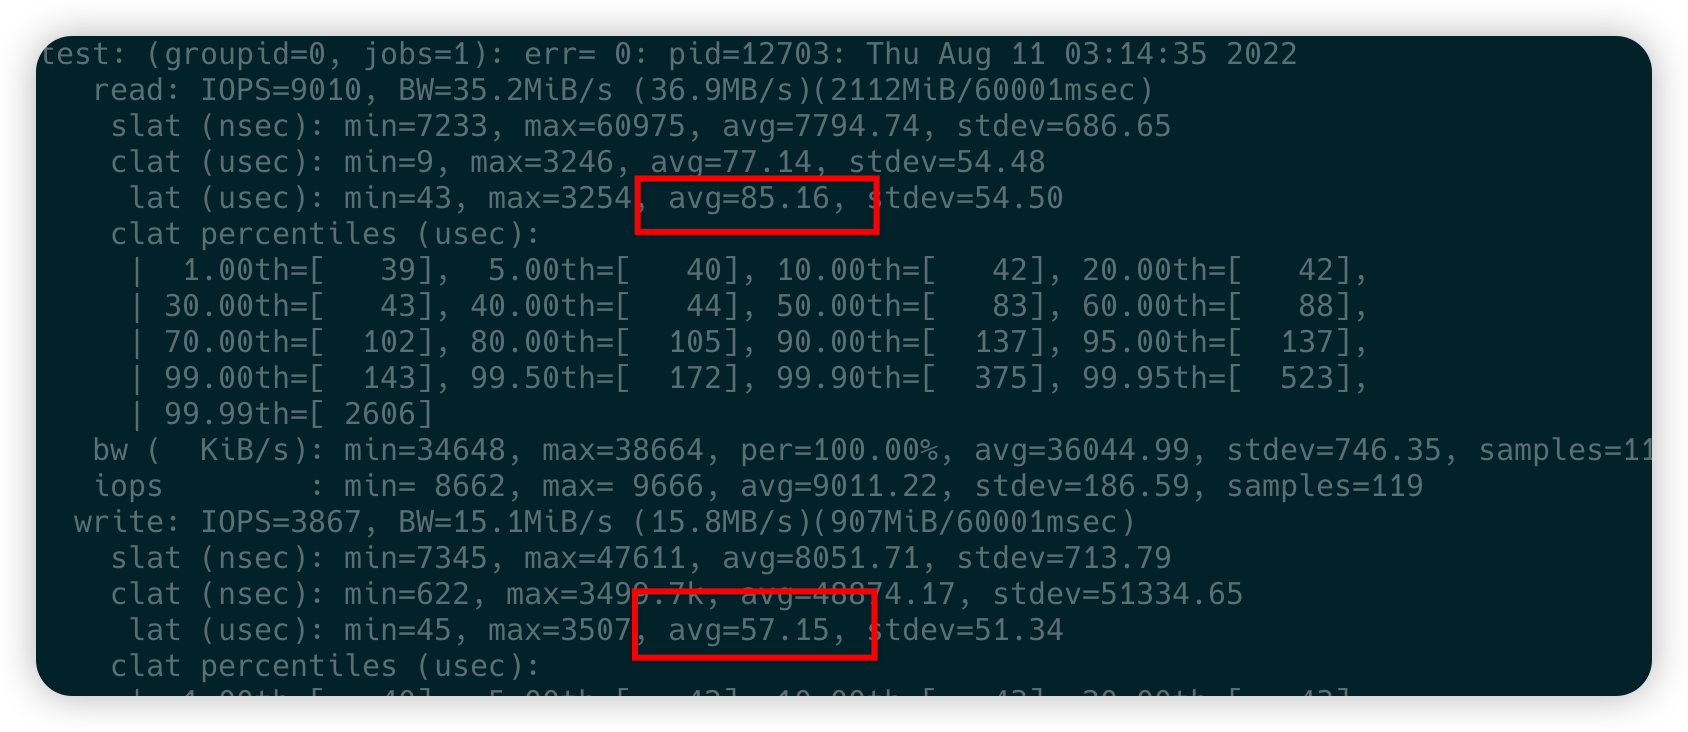 test: (groupid=0, jobs=1): err= 0: pid=12703: Thu Aug 11 03:14:35 2022
read: IOPS=9010, BW=35.2MiB/s (36.9MB/s)(2112MiB/60001msec)
slat (nsec): min=7233, max=60975, avg=7794.74, stdev=686.65
clat (usec): min=9, max=3246, avg=77.14, stdev=54.48
lat (usec): min=43, max=3254, avg=85.16, stdev=54.50
clat percentiles (usec):
| 1.00th=[ 39], 5.00th=[ 40], 10.00th=[ 42], 20.00th=[ 42],
| 30.00th=[ 43], 40.00th=[ 44], 50.00th=[ 83], 60.00th=[ 88],
| 70.00th=[ 102], 80.00th=[ 105], 90.00th=[ 137], 95.00th=[ 137],
| 99.00th=[ 143], 99.50th=[ 172], 99.90th=[ 375], 99.95th=[ 523],
| 99.99th=[ 2606]
bw ( KiB/s): min=34648, max=38664, per=100.00%, avg=36044.99, stdev=746.35, samples=11
iops : min= 8662, max= 9666, avg=9011.22, stdev=186.59, samples=119
write: IOPS=3867, BW=15.1MiB/s (15.8MB/s)(907MiB/60001msec)
slat (nsec): min=7345, max=47611, avg=8051.71, stdev=713.79
clat (nsec): min=622, max=3499.7k, avg=48874.17, stdev=51334.65
lat (usec): min=45, max=3507, avg=57.15, stdev=51.34
clat percentiles (usec):